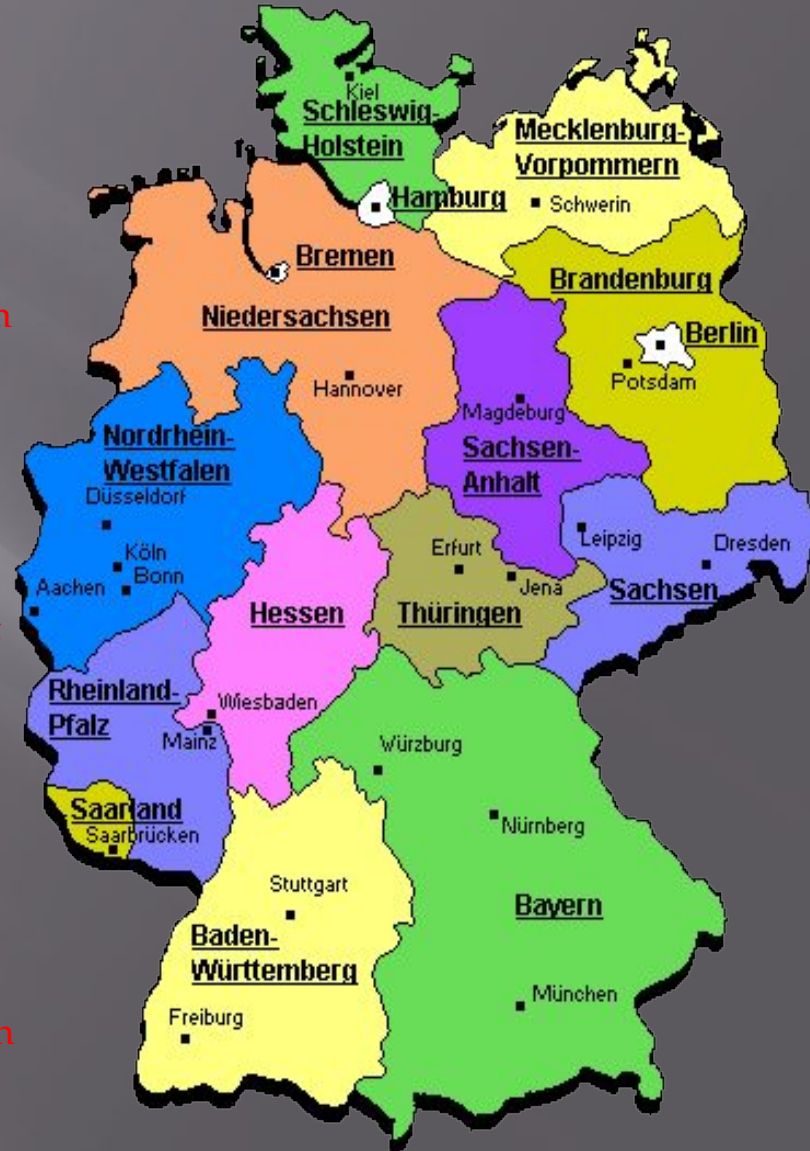 Kiel
Schleswig-
Holstein
Mecklenburg-
Vorpommern
Hamburg
Schwerin
Bremen
Brandenburg
n
Niedersachsen
Berlin
Hannover
Potsdam
Magdeburg
Nordrhein-
Westfalen
Sachsen-
Anhalt
Düsseldorf
Leipzig
Dresden
Erfurt
Köln
Bonn
Aachen
Jena
Sachsen
Hessen
Thüringen
Rheinland-
Pfalz
Wiesbaden
Mainz
Würzburg
Saarland
Saarbrücken
Nürnberg
Stuttgart
Bayern
Baden-
Württemberg
München
Freiburg
n